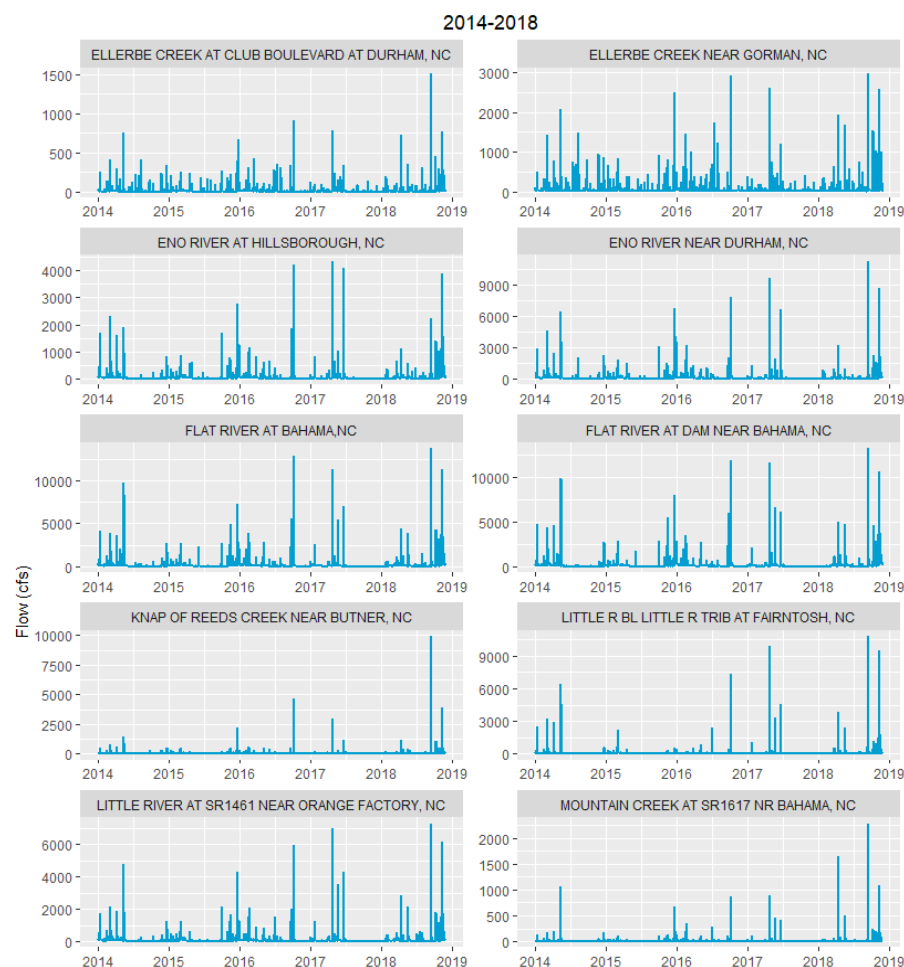 2014-2018
ELLERBE CREEK AT CLUB BOULEVARD AT DURHAM, NC
1500
1000
500
0
2014 2015 2016 2017 2018 2019
ELLERBE CREEK NEAR GORMAN, NC
3000
2000
1000
0
2014 2015 2016 2017 2018 2019
ENO RIVER AT HILLSBOROUGH, NC
4000
3000
2000
1000
0
2014 2015 2016 2017 2018 2019
ENO RIVER NEAR DURHAM, NC
9000
6000
3000
0
2014 2015 2016 2017 2018 2019
FLAT RIVER AT BAHAMA,NC
10000
5000
0
2014 2015 2016 2017 2018 2019
FLAT RIVER AT DAM NEAR BAHAMA, NC
10000
5000
0
2014 2015 2016 2017 2018 2019
Flow (cfs)
KNAP OF REEDS CREEK NEAR BUTNER, NC
10000
7500
5000
2500
0
2014 2015 2016 2017 2018 2019
LITTLE R BL LITTLE R TRIB AT FAIRNTOSH, NC
9000
6000
3000
0
2014 2015 2016 2017 2018 2019
LITTLE RIVER AT SR1461 NEAR ORANGE FACTORY, NC
6000
4000
2000
0
2014 2015 2016 2017 2018 2019
MOUNTAIN CREEK AT SR1617 NR BAHAMA, NC
2000
1500
1000
500
0
2014 2015 2016 2017 2018 2019